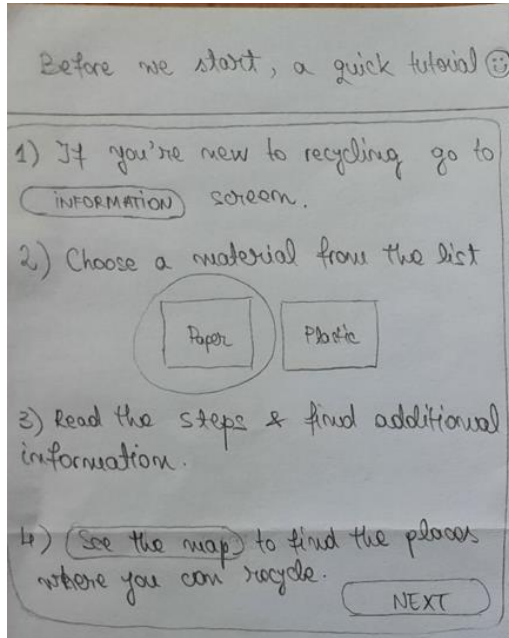 Before we start, a quick tutorial ☺
1) If you're new to recycling go to
INFORMATION screen.
2) Choose a material from the list
Paper Plastic
3) Read the steps & find additional
information.
4) See the map to find the places
where you can recycle.
NEXT